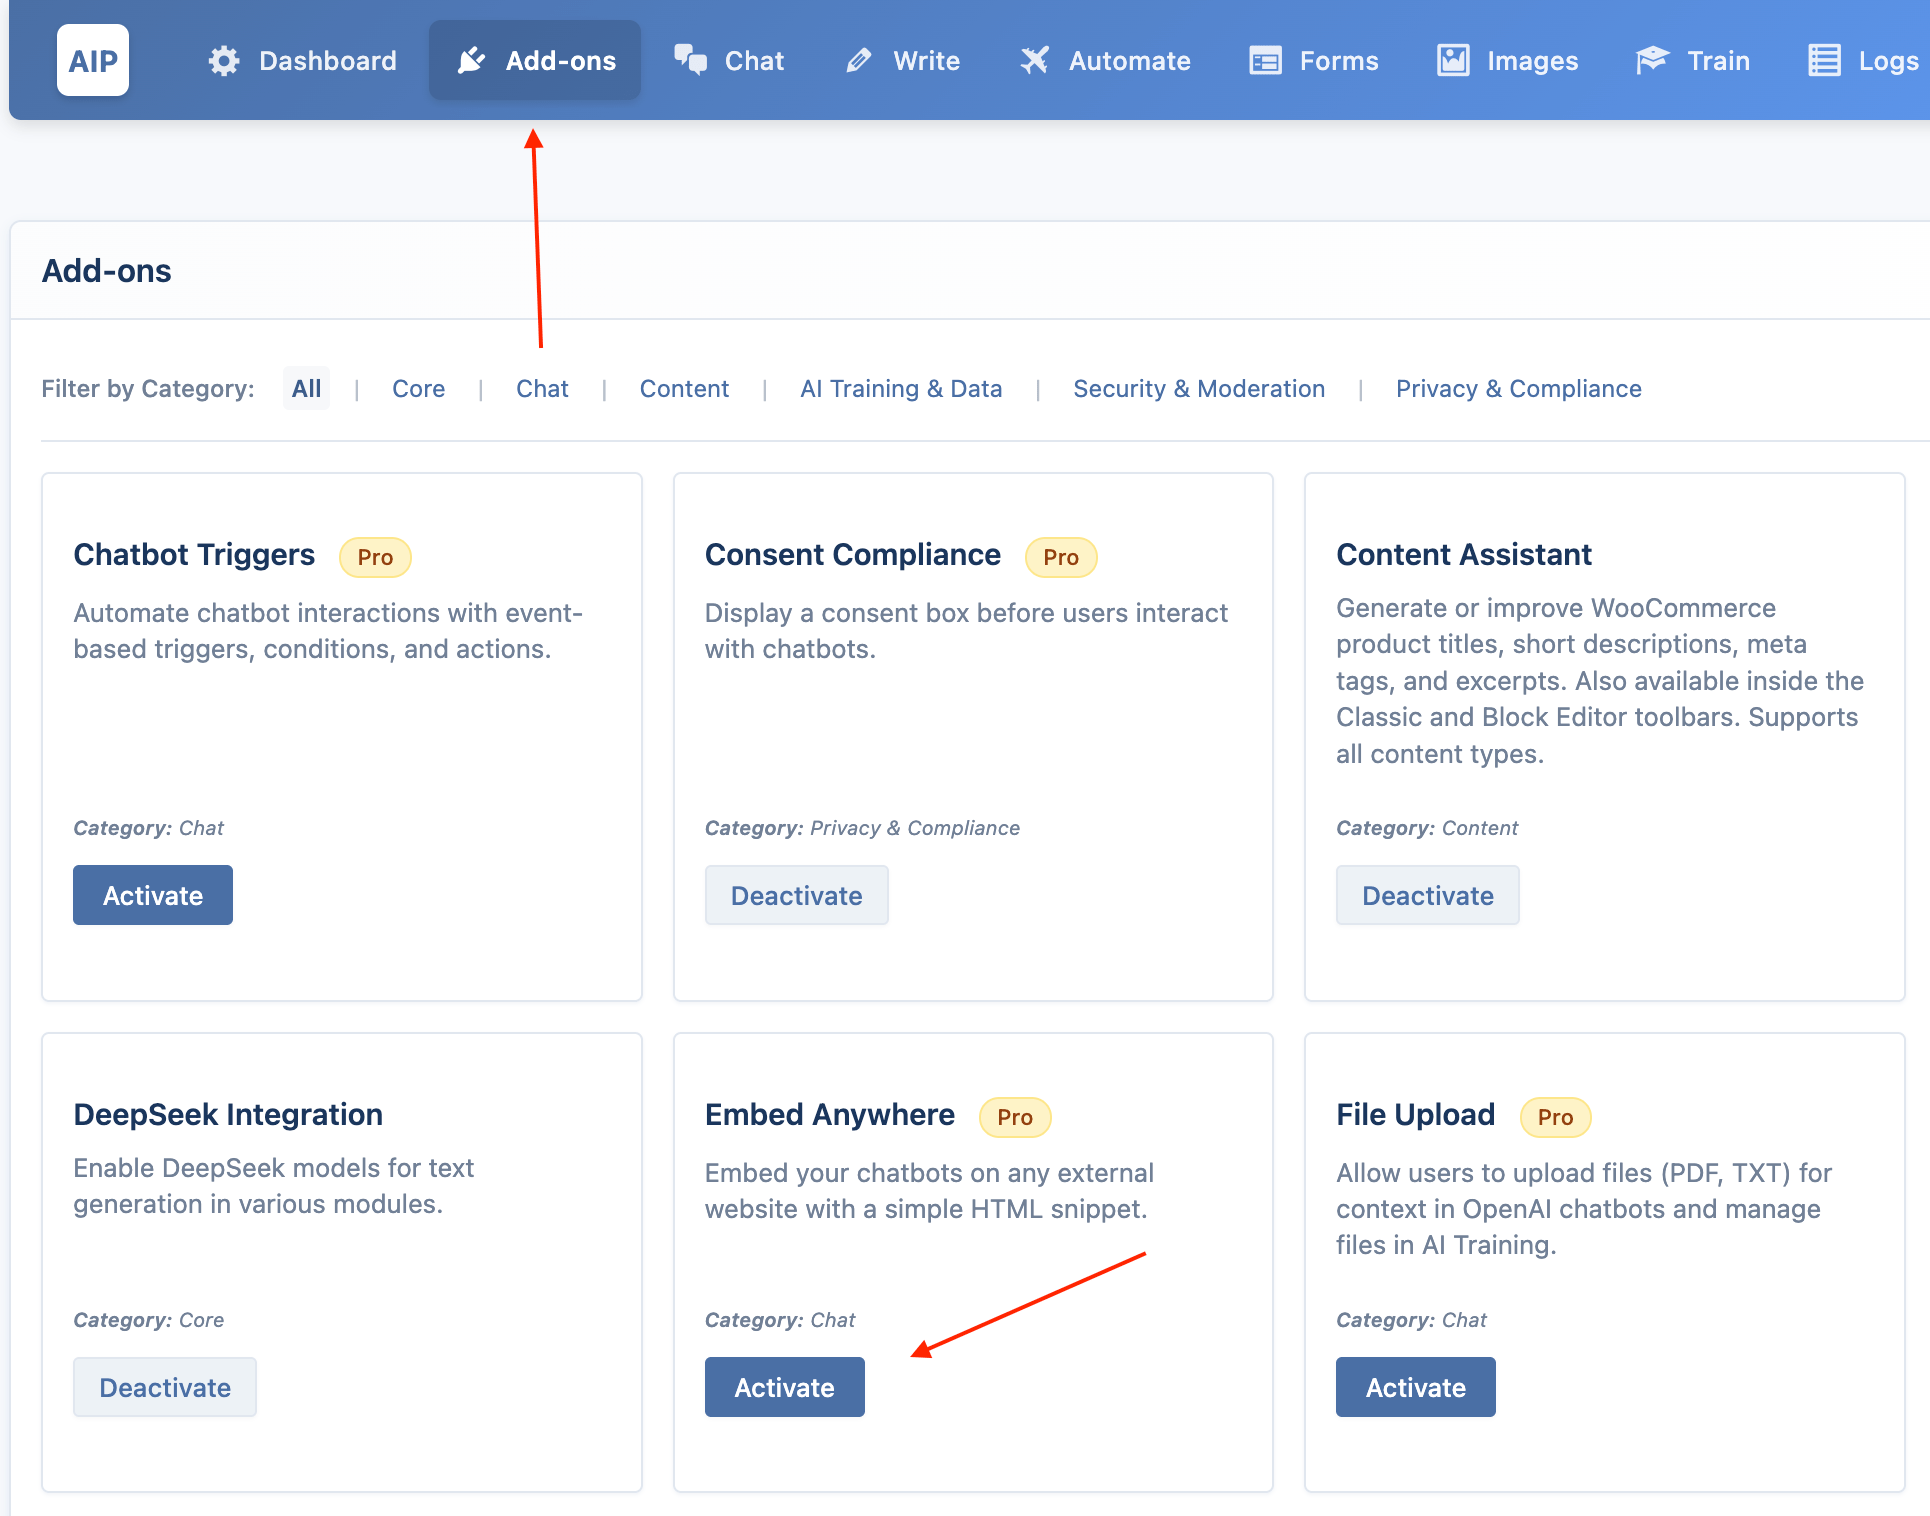 AIP Dashboard Add-ons Chat Write Automate Forms Images Train Logs
Add-ons
Filter by Category: All | Core | Chat | Content | AI Training & Data | Security & Moderation | Privacy & Compliance
Chatbot Triggers Pro
Automate chatbot interactions with event-
based triggers, conditions, and actions.
Category: Chat
Activate
Consent Compliance Pro
Display a consent box before users interact
with chatbots.
Category: Privacy & Compliance
Deactivate
Content Assistant
Generate or improve WooCommerce
product titles, short descriptions, meta
tags, and excerpts. Also available inside the
Classic and Block Editor toolbars. Supports
all content types.
Category: Content
Deactivate
DeepSeek Integration
Enable DeepSeek models for text
generation in various modules.
Category: Core
Deactivate
Embed Anywhere Pro
Embed your chatbots on any external
website with a simple HTML snippet.
Category: Chat
Activate
File Upload Pro
Allow users to upload files (PDF, TXT) for
context in OpenAI chatbots and manage
files in AI Training.
Category: Chat
Activate